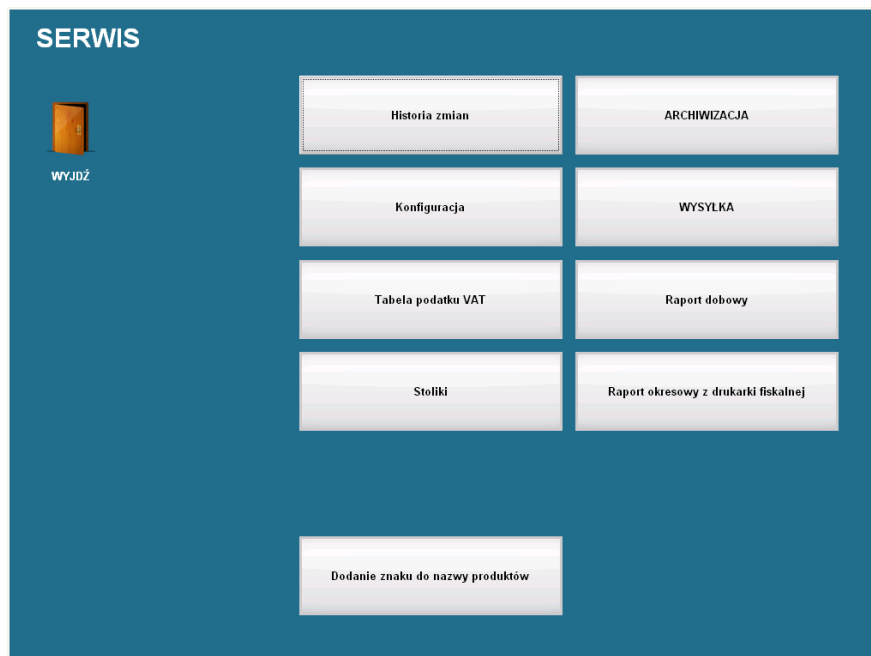 SERWIS
WYJDŹ
Historia zmian
ARCHIWIZACJA
Konfiguracja
WYSYŁKA
Tabela podatku VAT
Raport dobowy
Stoliki
Raport okresowy z drukarki fiskalnej
Dodanie znaku do nazwy produktów